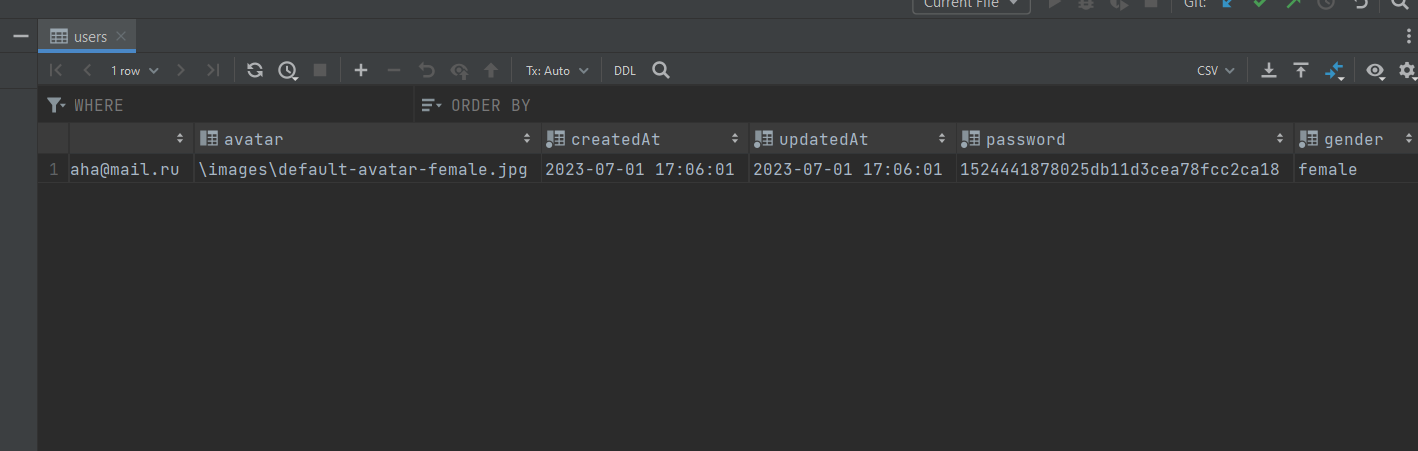 Current File Git:
users
1 row Tx: Auto DDL CSV
WHERE ORDER BY
avatar createdAt updatedAt password gender
1 aha@mail.ru \images\default-avatar-female.jpg 2023-07-01 17:06:01 2023-07-01 17:06:01 1524441878025db11d3cea78fcc2ca18 female